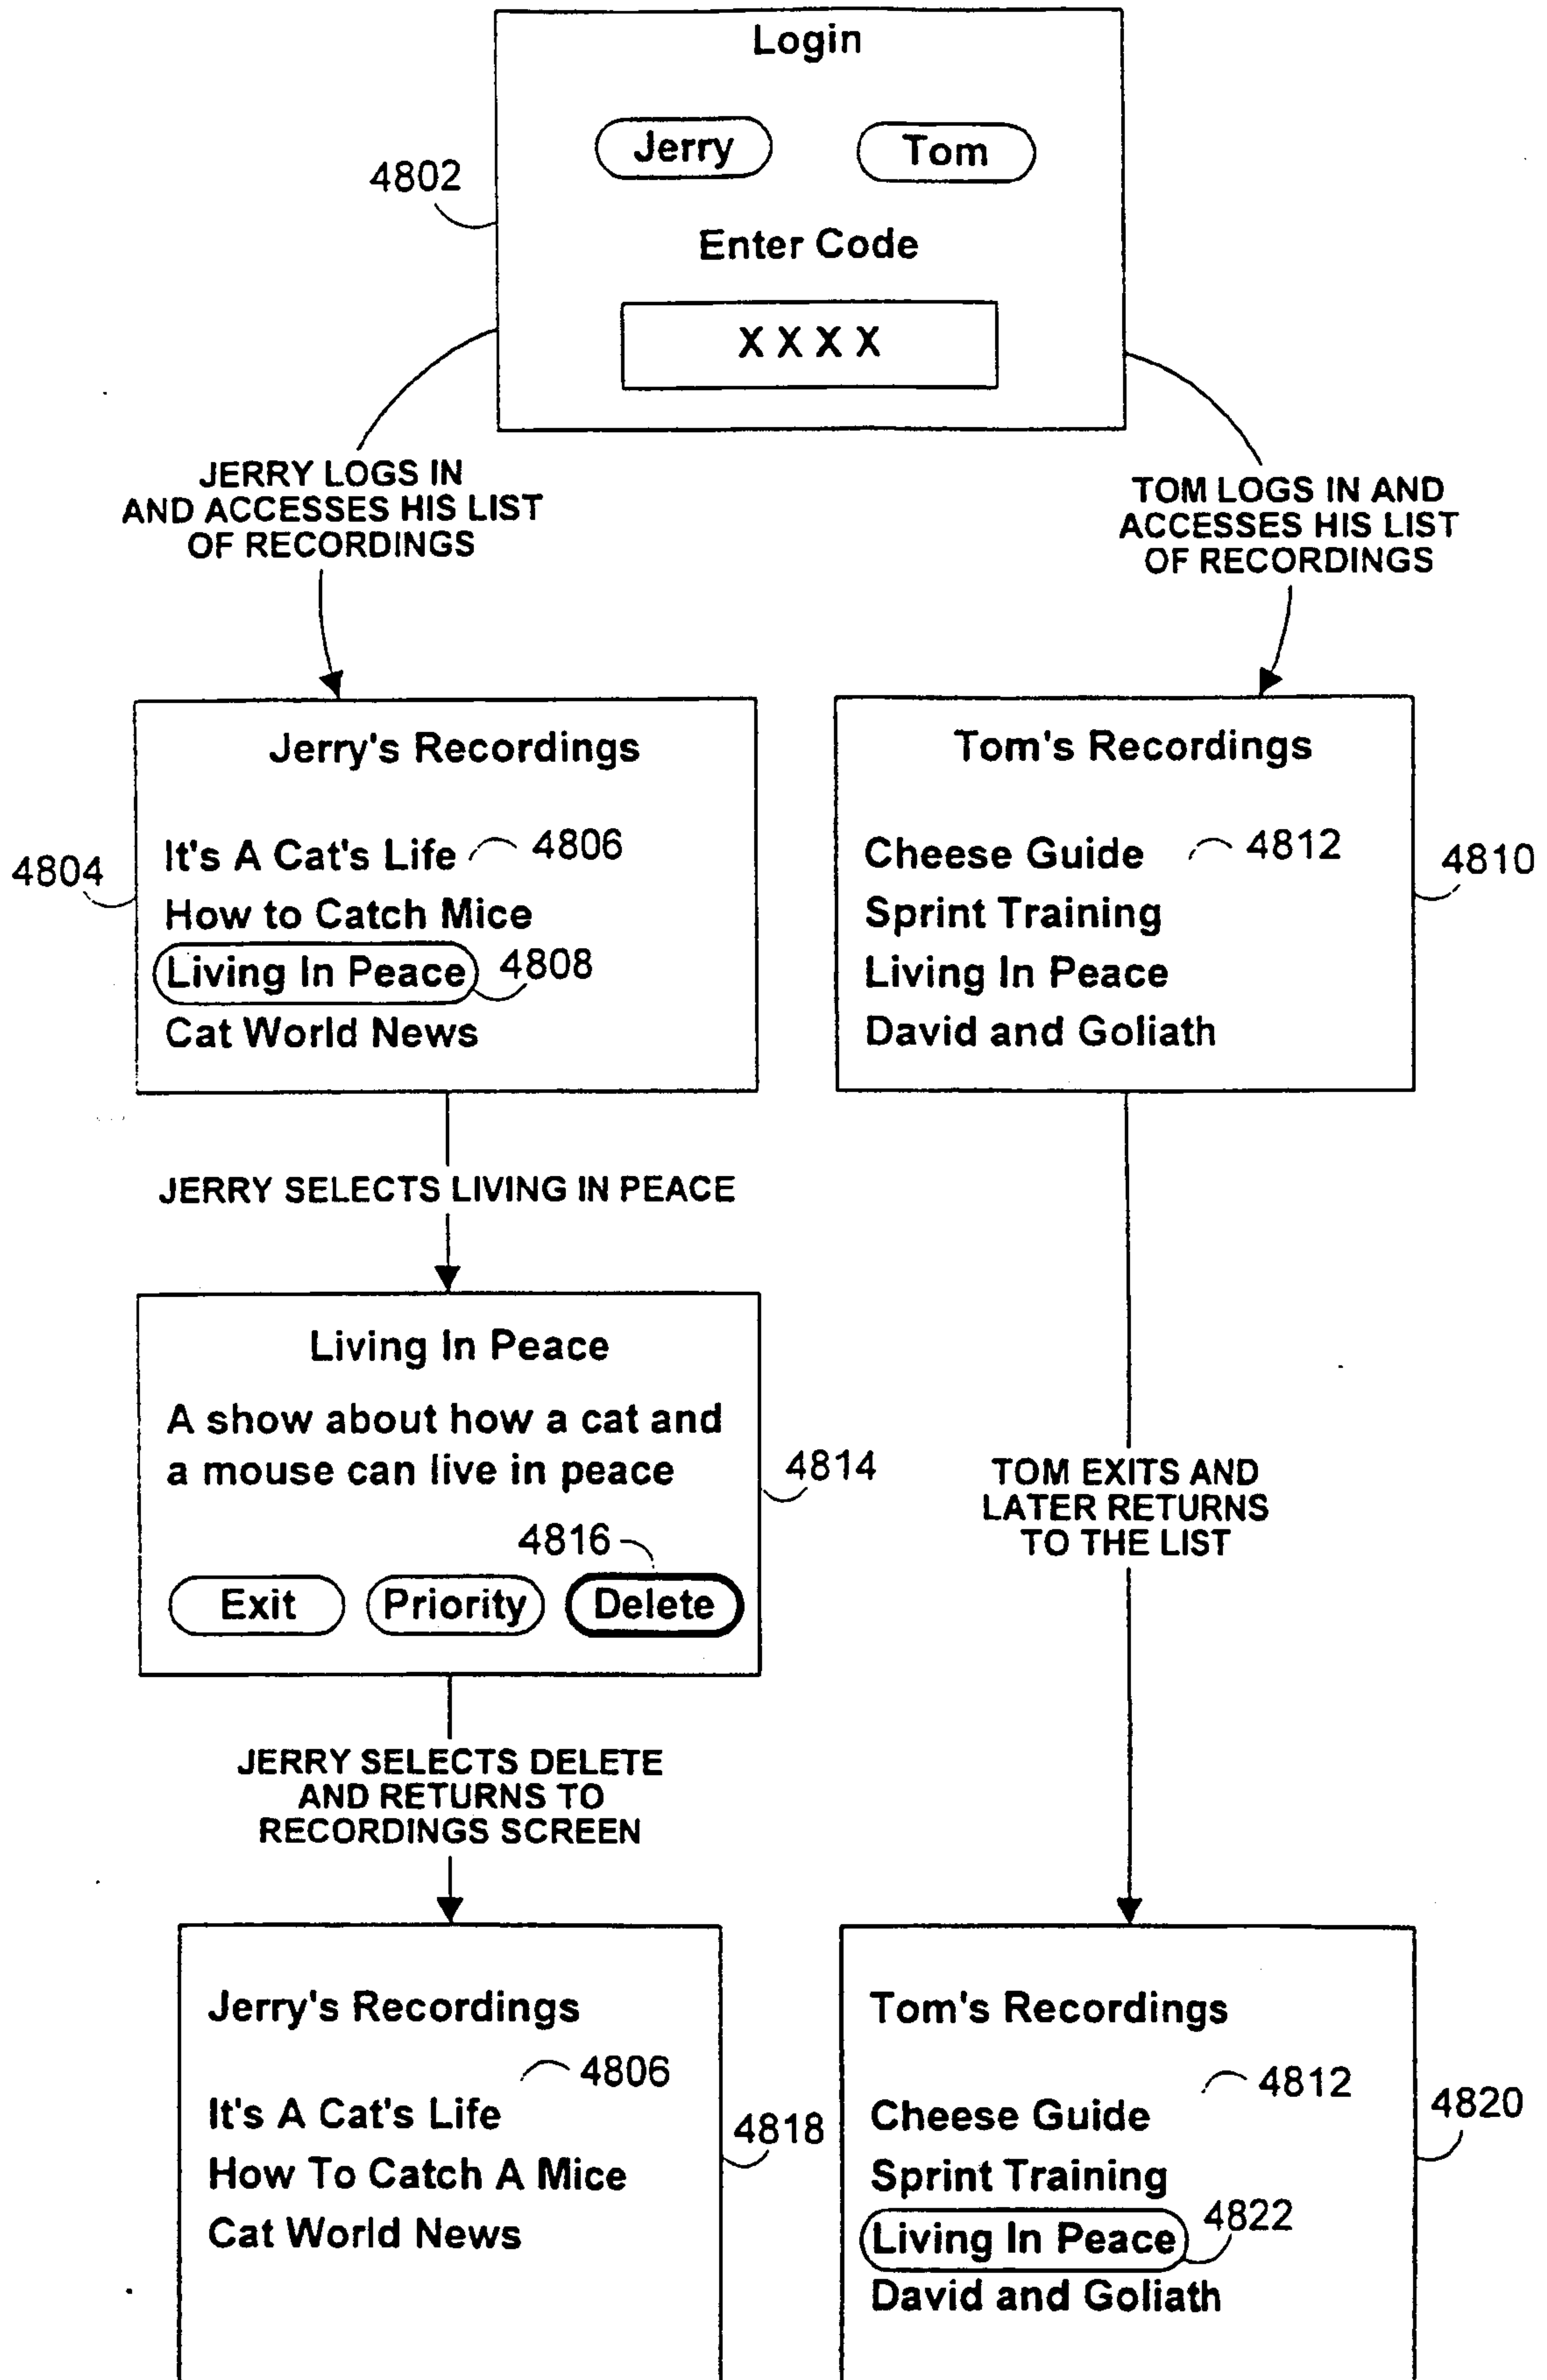 Login
Jerry
Tom
4802
Enter Code
X X X X
JERRY LOGS IN
AND ACCESSES HIS LIST
OF RECORDINGS
TOM LOGS IN AND
ACCESSES HIS LIST
OF RECORDINGS
Jerry's Recordings
4804
It's A Cat's Life
4806
How to Catch Mice
Living In Peace
4808
Cat World News
Tom's Recordings
Cheese Guide
4812
4810
Sprint Training
Living In Peace
David and Goliath
JERRY SELECTS LIVING IN PEACE
Living In Peace
A show about how a cat and
a mouse can live in peace
4814
4816
Exit
Priority
Delete
TOM EXITS AND
LATER RETURNS
TO THE LIST
JERRY SELECTS DELETE
AND RETURNS TO
RECORDINGS SCREEN
Jerry's Recordings
4806
It's A Cat's Life
4818
How To Catch A Mice
Cat World News
Tom's Recordings
4812
Cheese Guide
4820
Sprint Training
Living In Peace
4822
David and Goliath